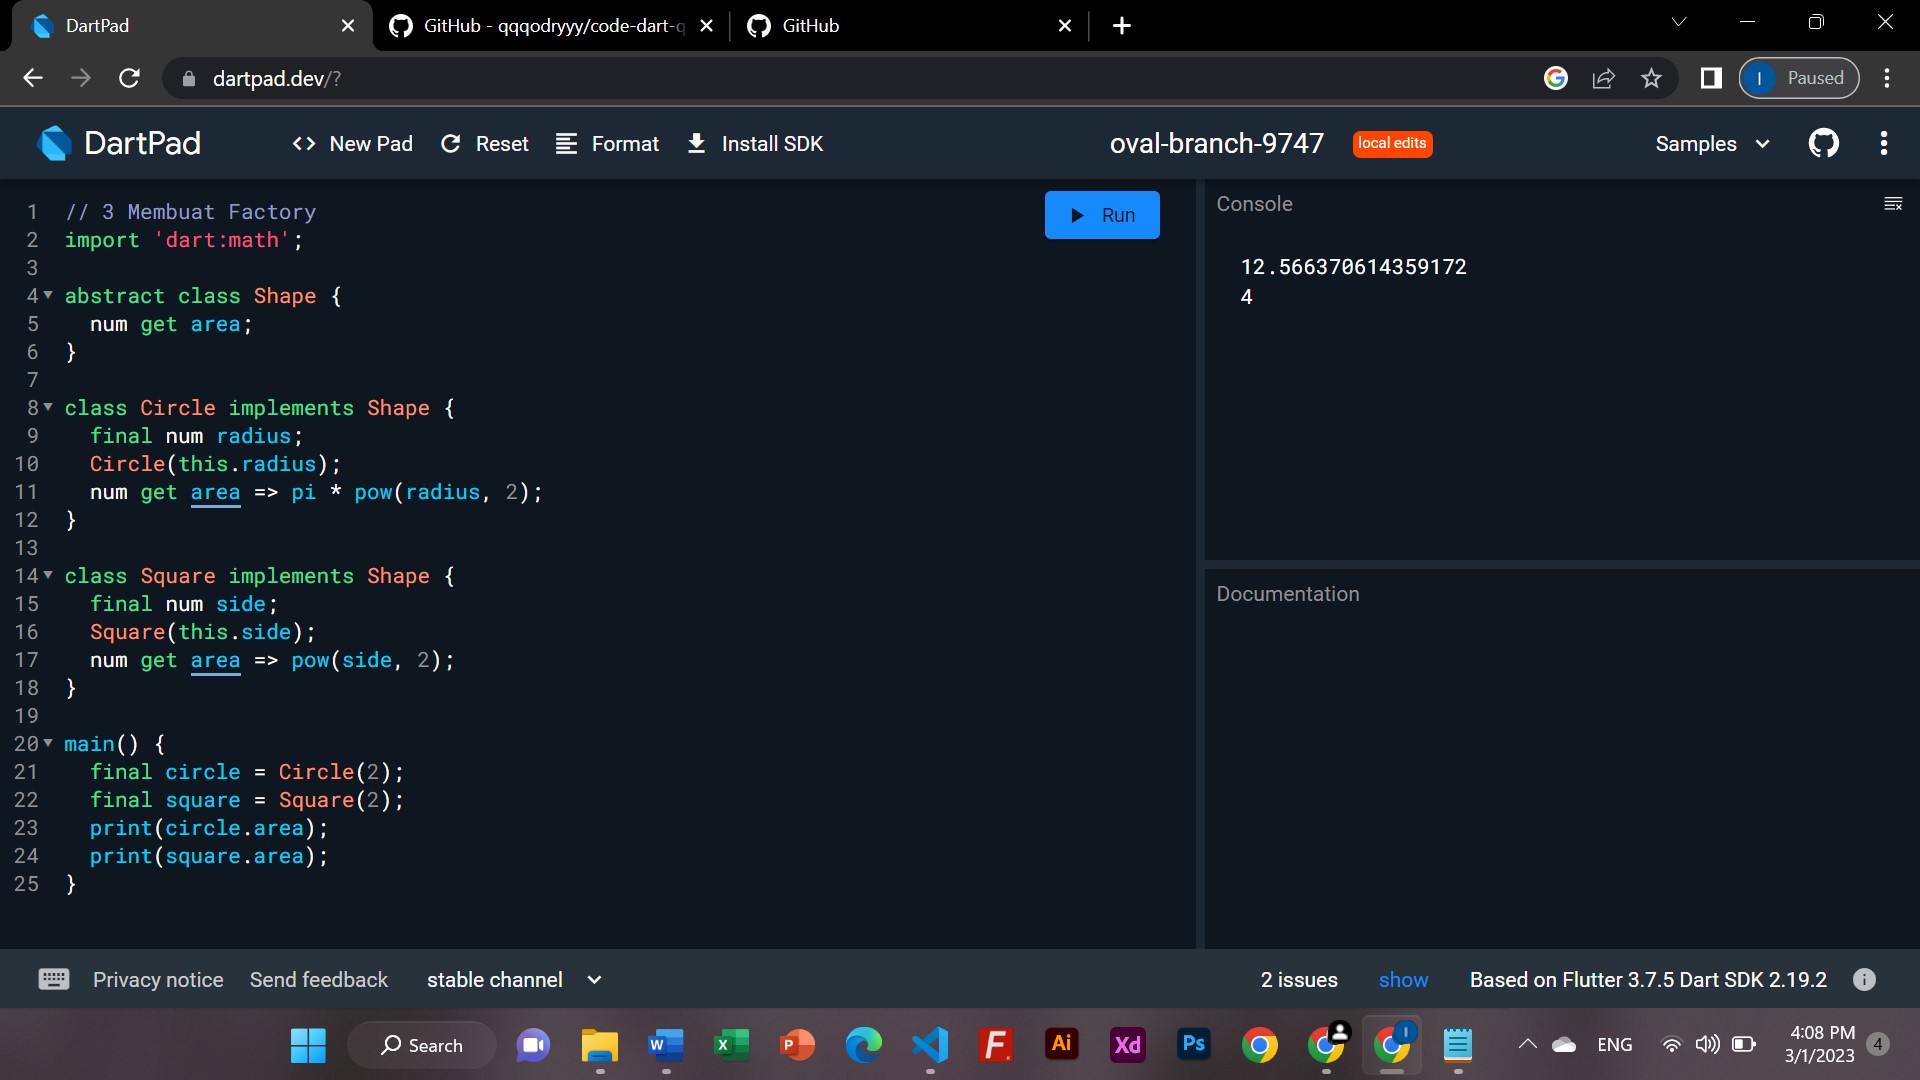 DartPad
GitHub - qqqodryyy/code-dart-q
GitHub
dartpad.dev/?
I
Paused
DartPad
<> New Pad
Reset
Format
Install SDK
oval-branch-9747
local edits
Samples
1 // 3 Membuat Factory
2 import 'dart:math';
3
4 abstract class Shape {
5   num get area;
6 }
7
8 class Circle implements Shape {
9   final num radius;
10   Circle(this.radius);
11   num get area => pi * pow(radius, 2);
12 }
13
14 class Square implements Shape {
15   final num side;
16   Square(this.side);
17   num get area => pow(side, 2);
18 }
19
20 main() {
21   final circle = Circle(2);
22   final square = Square(2);
23   print(circle.area);
24   print(square.area);
25 }
Run
Console
12.566370614359172
4
Documentation
Privacy notice
Send feedback
stable channel
2 issues
show
Based on Flutter 3.7.5 Dart SDK 2.19.2
i
Search
W
X
P
F
Ai
Xd
Ps
I
ENG
4:08 PM
3/1/2023
4